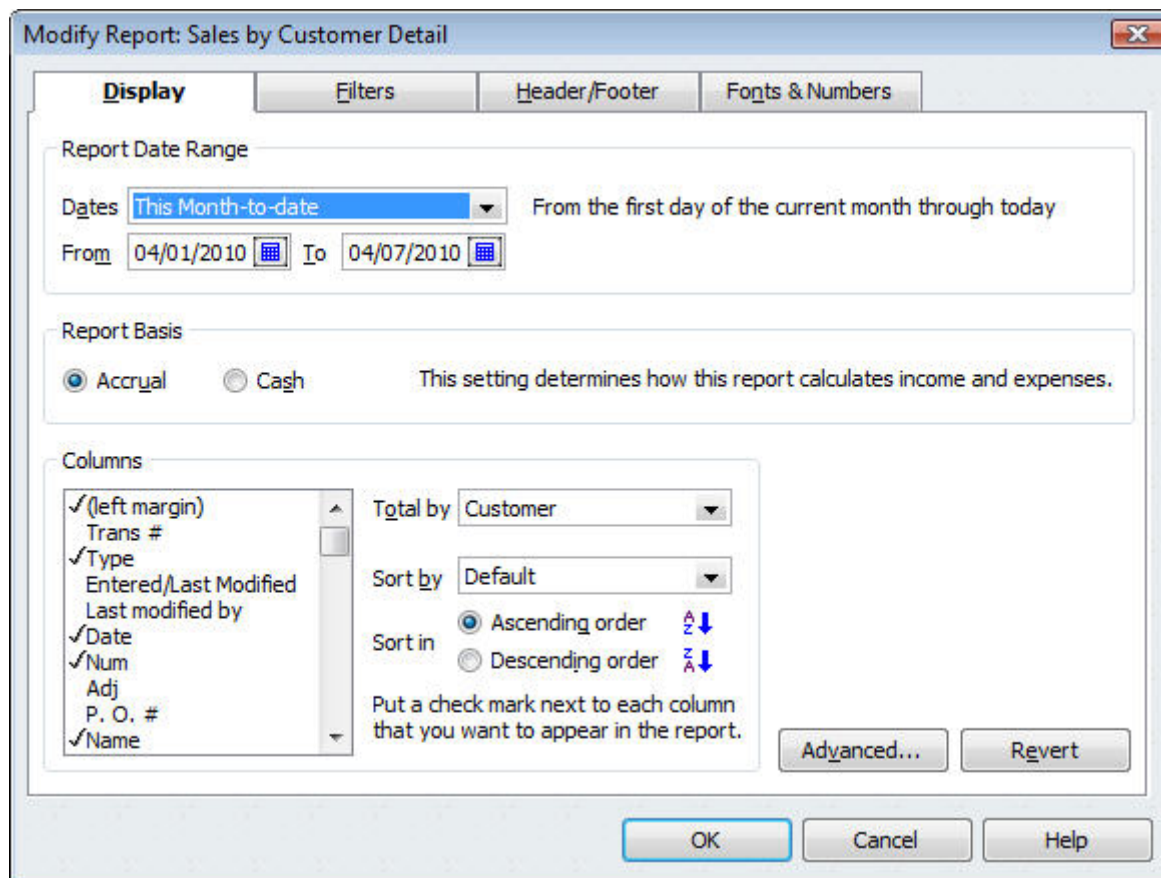 Modify Report: Sales by Customer Detail
Display Filters Header/Footer Fonts & Numbers
Report Date Range
Dates This Month-to-date From the first day of the current month through today
From 04/01/2010 To 04/07/2010
Report Basis
Accrual Cash This setting determines how this report calculates income and expenses.
Columns
✓(left margin)
Trans #
✓Type
Entered/Last Modified
Last modified by
✓Date
✓Num
Adj
P. O. #
✓Name
Total by Customer
Sort by Default
Sort in
Ascending order AZ
Descending order ZA
Put a check mark next to each column
that you want to appear in the report.
Advanced... Revert
OK Cancel Help